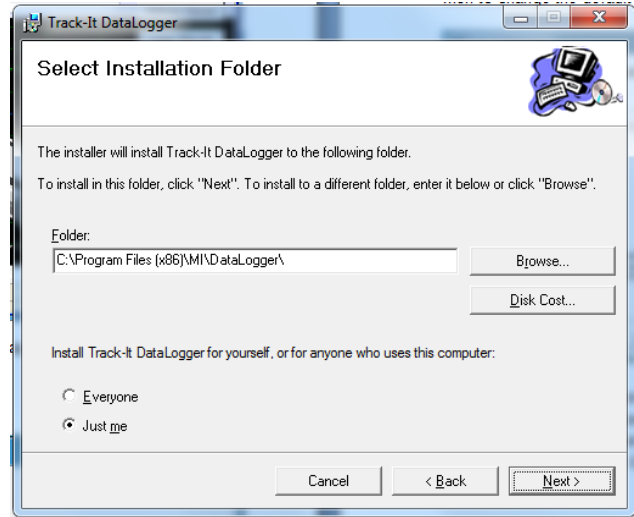 Track-It DataLogger
Select Installation Folder
The installer will install Track-It DataLogger to the following folder.
To install in this folder, click "Next". To install to a different folder, enter it below or click "Browse".
Folder:
C:\Program Files (x86)\MI\DataLogger\
Browse...
Disk Cost...
Install Track-It DataLogger for yourself, or for anyone who uses this computer:
Everyone
Just me
Cancel
< Back
Next >